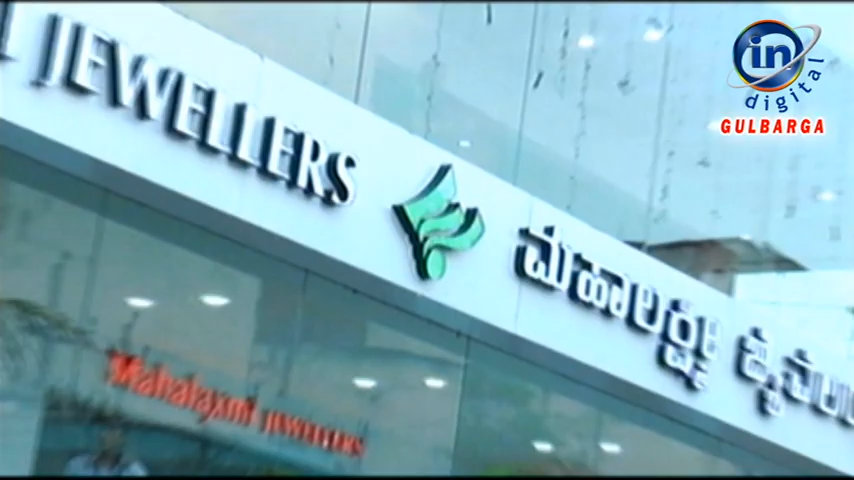 in
digital
GULBARGA
JEWELLERS
ಮಹಾಲಕ್ಷ್ಮಿ
Mahalaxmi JEWELLERS